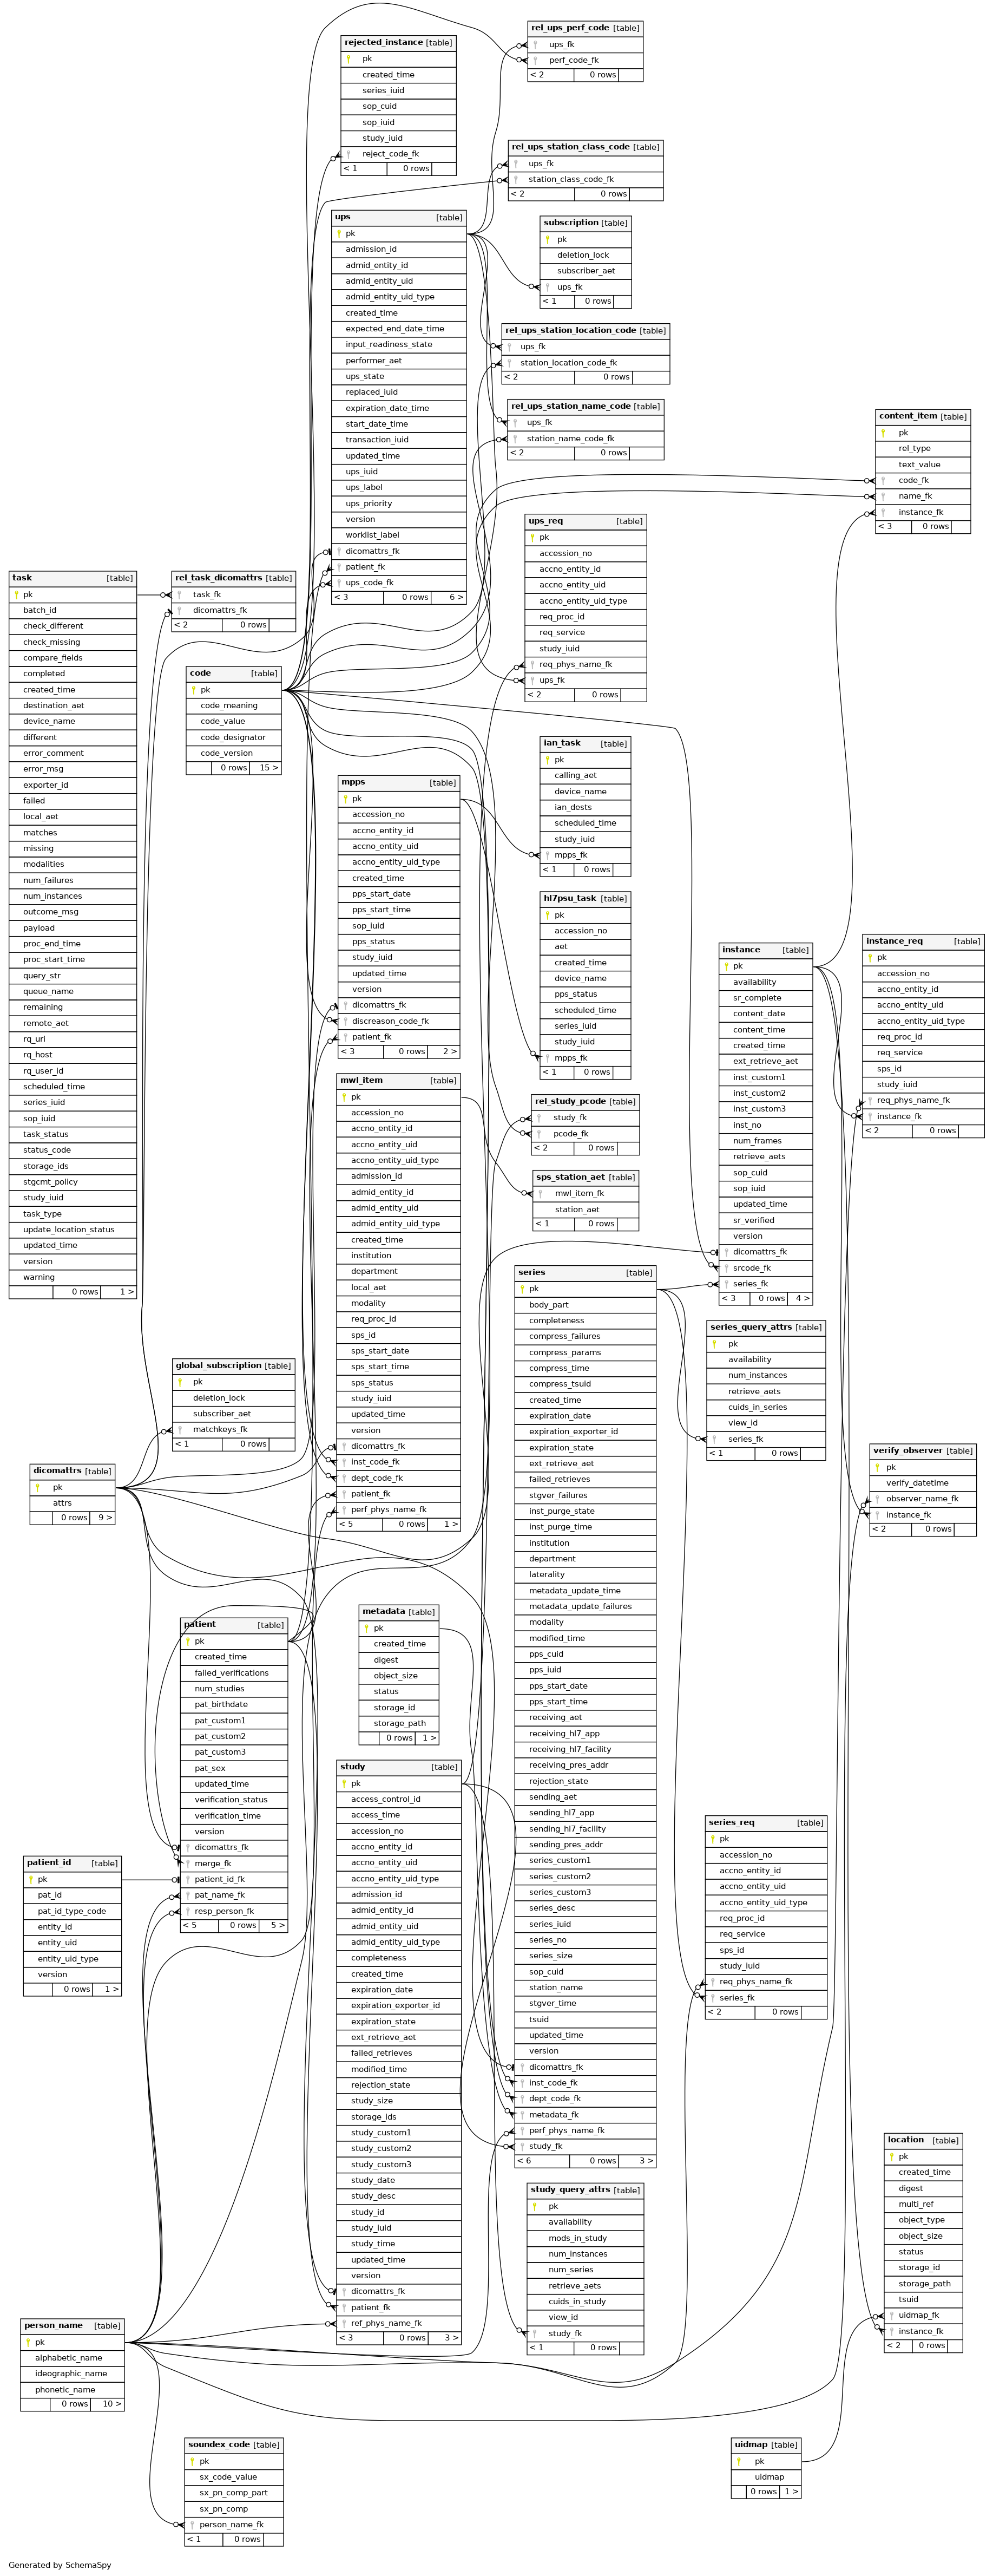 rel_ups_perf_code [table]
ups_fk
perf_code_fk
< 2 0 rows
rejected_instance [table]
pk
created_time
series_iuid
sop_cuid
sop_iuid
study_iuid
reject_code_fk
< 1 0 rows
rel_ups_station_class_code [table]
ups_fk
station_class_code_fk
< 2 0 rows
ups [table]
pk
admission_id
admid_entity_id
admid_entity_uid
admid_entity_uid_type
created_time
expected_end_date_time
input_readiness_state
performer_aet
ups_state
replaced_iuid
expiration_date_time
start_date_time
transaction_iuid
updated_time
ups_iuid
ups_label
ups_priority
version
worklist_label
dicomattrs_fk
patient_fk
ups_code_fk
< 3 0 rows 6 >
subscription [table]
pk
deletion_lock
subscriber_aet
ups_fk
< 1 0 rows
rel_ups_station_location_code [table]
ups_fk
station_location_code_fk
< 2 0 rows
rel_ups_station_name_code [table]
ups_fk
station_name_code_fk
< 2 0 rows
content_item [table]
pk
rel_type
text_value
code_fk
name_fk
instance_fk
< 3 0 rows
ups_req [table]
pk
accession_no
accno_entity_id
accno_entity_uid
accno_entity_uid_type
req_proc_id
req_service
study_iuid
req_phys_name_fk
ups_fk
< 2 0 rows
task [table]
pk
batch_id
check_different
check_missing
compare_fields
completed
created_time
destination_aet
device_name
different
error_comment
error_msg
exporter_id
failed
local_aet
matches
missing
modalities
num_failures
num_instances
outcome_msg
payload
proc_end_time
proc_start_time
query_str
queue_name
remaining
remote_aet
rq_uri
rq_host
rq_user_id
scheduled_time
series_iuid
sop_iuid
task_status
status_code
storage_ids
stgcmt_policy
study_iuid
task_type
update_location_status
updated_time
version
warning
0 rows 1 >
rel_task_dicomattrs [table]
task_fk
dicomattrs_fk
< 2 0 rows
code [table]
pk
code_meaning
code_value
code_designator
code_version
0 rows 15 >
ian_task [table]
pk
calling_aet
device_name
ian_dests
scheduled_time
study_iuid
mpps_fk
< 1 0 rows
mpps [table]
pk
accession_no
accno_entity_id
accno_entity_uid
accno_entity_uid_type
created_time
pps_start_date
pps_start_time
sop_iuid
pps_status
study_iuid
updated_time
version
dicomattrs_fk
discreason_code_fk
patient_fk
< 3 0 rows 2 >
hl7psu_task [table]
pk
accession_no
aet
created_time
device_name
pps_status
scheduled_time
series_iuid
study_iuid
mpps_fk
< 1 0 rows
instance [table]
pk
availability
sr_complete
content_date
content_time
created_time
ext_retrieve_aet
inst_custom1
inst_custom2
inst_custom3
inst_no
num_frames
retrieve_aets
sop_cuid
sop_iuid
updated_time
sr_verified
version
dicomattrs_fk
srcode_fk
series_fk
< 3 0 rows 4 >
instance_req [table]
pk
accession_no
accno_entity_id
accno_entity_uid
accno_entity_uid_type
req_proc_id
req_service
sps_id
study_iuid
req_phys_name_fk
instance_fk
< 2 0 rows
mwl_item [table]
pk
accession_no
accno_entity_id
accno_entity_uid
accno_entity_uid_type
admission_id
admid_entity_id
admid_entity_uid
admid_entity_uid_type
created_time
institution
department
local_aet
modality
req_proc_id
sps_id
sps_start_date
sps_start_time
sps_status
study_iuid
updated_time
version
dicomattrs_fk
inst_code_fk
dept_code_fk
patient_fk
perf_phys_name_fk
< 5 0 rows 1 >
rel_study_pcode [table]
study_fk
pcode_fk
< 2 0 rows
sps_station_aet [table]
mwl_item_fk
station_aet
< 1 0 rows
series [table]
pk
body_part
completeness
compress_failures
compress_params
compress_time
compress_tsuid
created_time
expiration_date
expiration_exporter_id
expiration_state
ext_retrieve_aet
failed_retrieves
stgver_failures
inst_purge_state
inst_purge_time
institution
department
laterality
metadata_update_time
metadata_update_failures
modality
modified_time
pps_cuid
pps_iuid
pps_start_date
pps_start_time
receiving_aet
receiving_hl7_app
receiving_hl7_facility
receiving_pres_addr
rejection_state
sending_aet
sending_hl7_app
sending_hl7_facility
sending_pres_addr
series_custom1
series_custom2
series_custom3
series_desc
series_iuid
series_no
series_size
sop_cuid
station_name
stgver_time
tsuid
updated_time
version
dicomattrs_fk
inst_code_fk
dept_code_fk
metadata_fk
perf_phys_name_fk
study_fk
< 6 0 rows 3 >
series_query_attrs [table]
pk
availability
num_instances
retrieve_aets
cuids_in_series
view_id
series_fk
< 1 0 rows
global_subscription [table]
pk
deletion_lock
subscriber_aet
matchkeys_fk
< 1 0 rows
verify_observer [table]
pk
verify_datetime
observer_name_fk
instance_fk
< 2 0 rows
dicomattrs [table]
pk
attrs
0 rows 9 >
metadata [table]
pk
created_time
digest
object_size
status
storage_id
storage_path
0 rows 1 >
patient [table]
pk
created_time
failed_verifications
num_studies
pat_birthdate
pat_custom1
pat_custom2
pat_custom3
pat_sex
updated_time
verification_status
verification_time
version
dicomattrs_fk
merge_fk
patient_id_fk
pat_name_fk
resp_person_fk
< 5 0 rows 5 >
study [table]
pk
access_control_id
access_time
accession_no
accno_entity_id
accno_entity_uid
accno_entity_uid_type
admission_id
admid_entity_id
admid_entity_uid
admid_entity_uid_type
completeness
created_time
expiration_date
expiration_exporter_id
expiration_state
ext_retrieve_aet
failed_retrieves
modified_time
rejection_state
study_size
storage_ids
study_custom1
study_custom2
study_custom3
study_date
study_desc
study_id
study_iuid
study_time
updated_time
version
dicomattrs_fk
patient_fk
ref_phys_name_fk
< 3 0 rows 3 >
series_req [table]
pk
accession_no
accno_entity_id
accno_entity_uid
accno_entity_uid_type
req_proc_id
req_service
sps_id
study_iuid
req_phys_name_fk
series_fk
< 2 0 rows
patient_id [table]
pk
pat_id
pat_id_type_code
entity_id
entity_uid
entity_uid_type
version
0 rows 1 >
location [table]
pk
created_time
digest
multi_ref
object_type
object_size
status
storage_id
storage_path
tsuid
uidmap_fk
instance_fk
< 2 0 rows
study_query_attrs [table]
pk
availability
mods_in_study
num_instances
num_series
retrieve_aets
cuids_in_study
view_id
study_fk
< 1 0 rows
person_name [table]
pk
alphabetic_name
ideographic_name
phonetic_name
0 rows 10 >
soundex_code [table]
pk
sx_code_value
sx_pn_comp_part
sx_pn_comp
person_name_fk
< 1 0 rows
uidmap [table]
pk
uidmap
0 rows 1 >
Generated by SchemaSpy